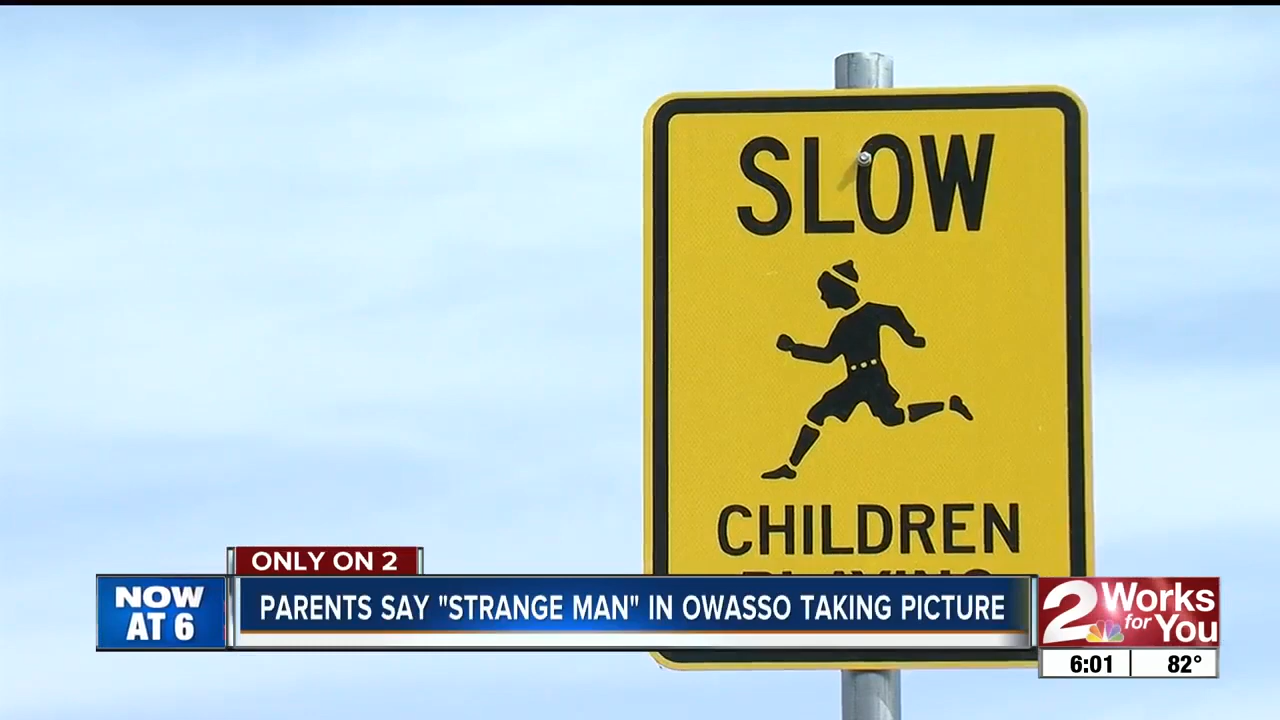 SLOW
CHILDREN
PLAYING
ONLY ON 2
NOW
AT 6
PARENTS SAY "STRANGE MAN" IN OWASSO TAKING PICTURE
2 Works
for You
6:01 82°